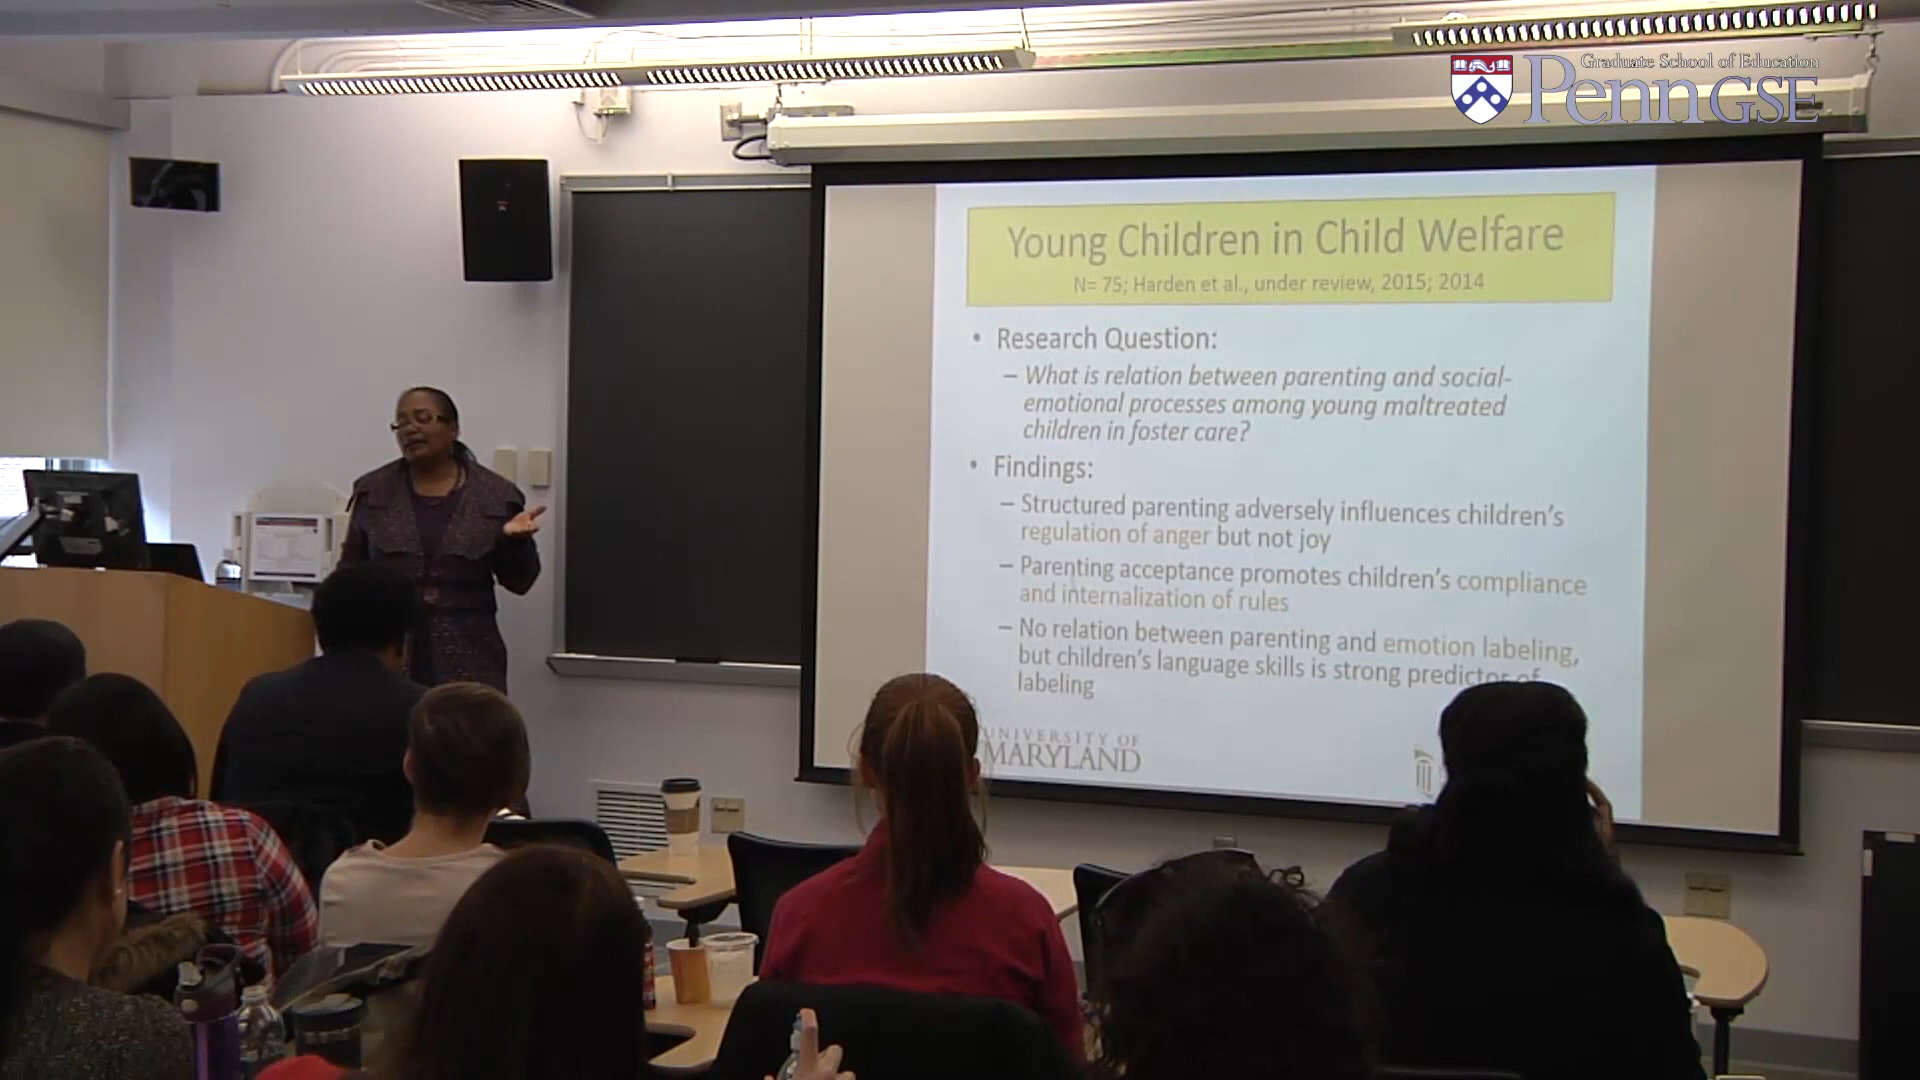 Graduate School of Education
PennGSE
Young Children in Child Welfare
N= 75; Harden et al., under review, 2015; 2014
• Research Question:
– What is relation between parenting and social-
emotional processes among young maltreated
children in foster care?
• Findings:
– Structured parenting adversely influences children's
regulation of anger but not joy
– Parenting acceptance promotes children's compliance
and internalization of rules
– No relation between parenting and emotion labeling,
but children's language skills is strong predictor of
labeling
UNIVERSITY OF
MARYLAND